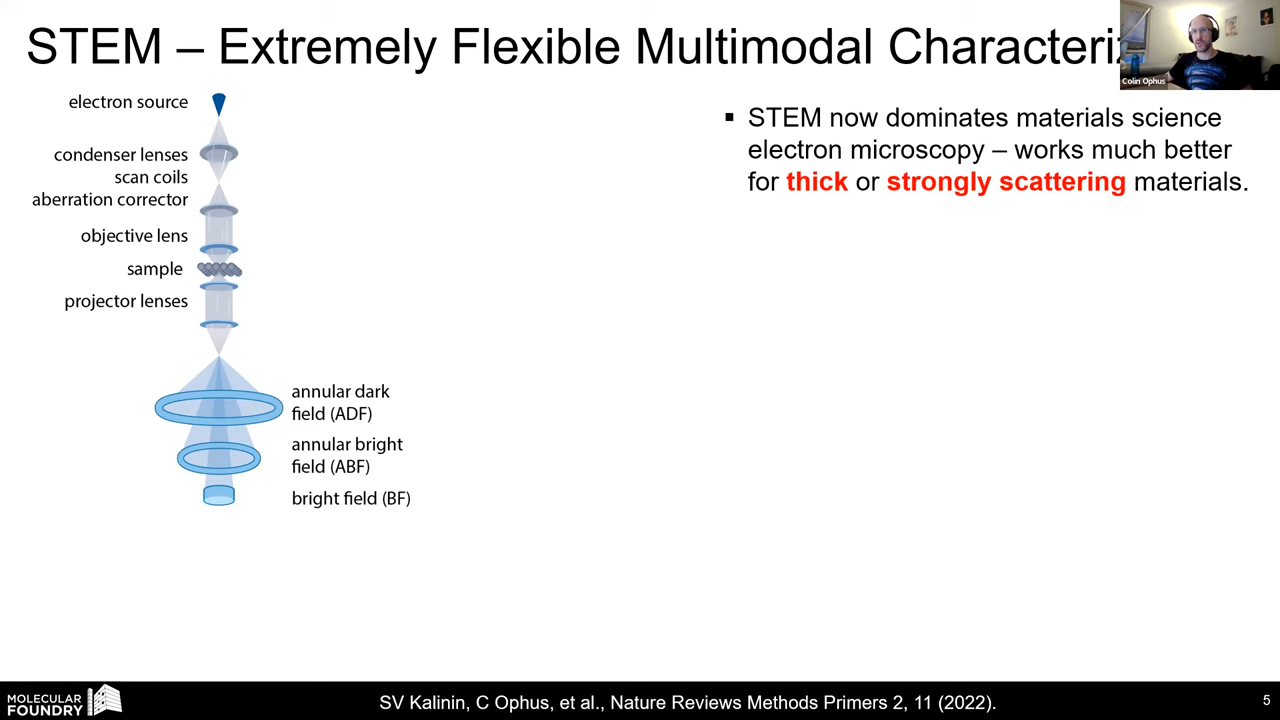 STEM – Extremely Flexible Multimodal
Colin Ophus
electron source
condenser lenses
scan coils
aberration corrector
objective lens
sample
projector lenses
annular dark
field (ADF)
annular bright
field (ABF)
bright field (BF)
▪ STEM now dominates materials science
electron microscopy – works much better
for thick or strongly scattering materials.
MOLECULAR
FOUNDRY
SV Kalinin, C Ophus, et al., Nature Reviews Methods Primers 2, 11 (2022).
5